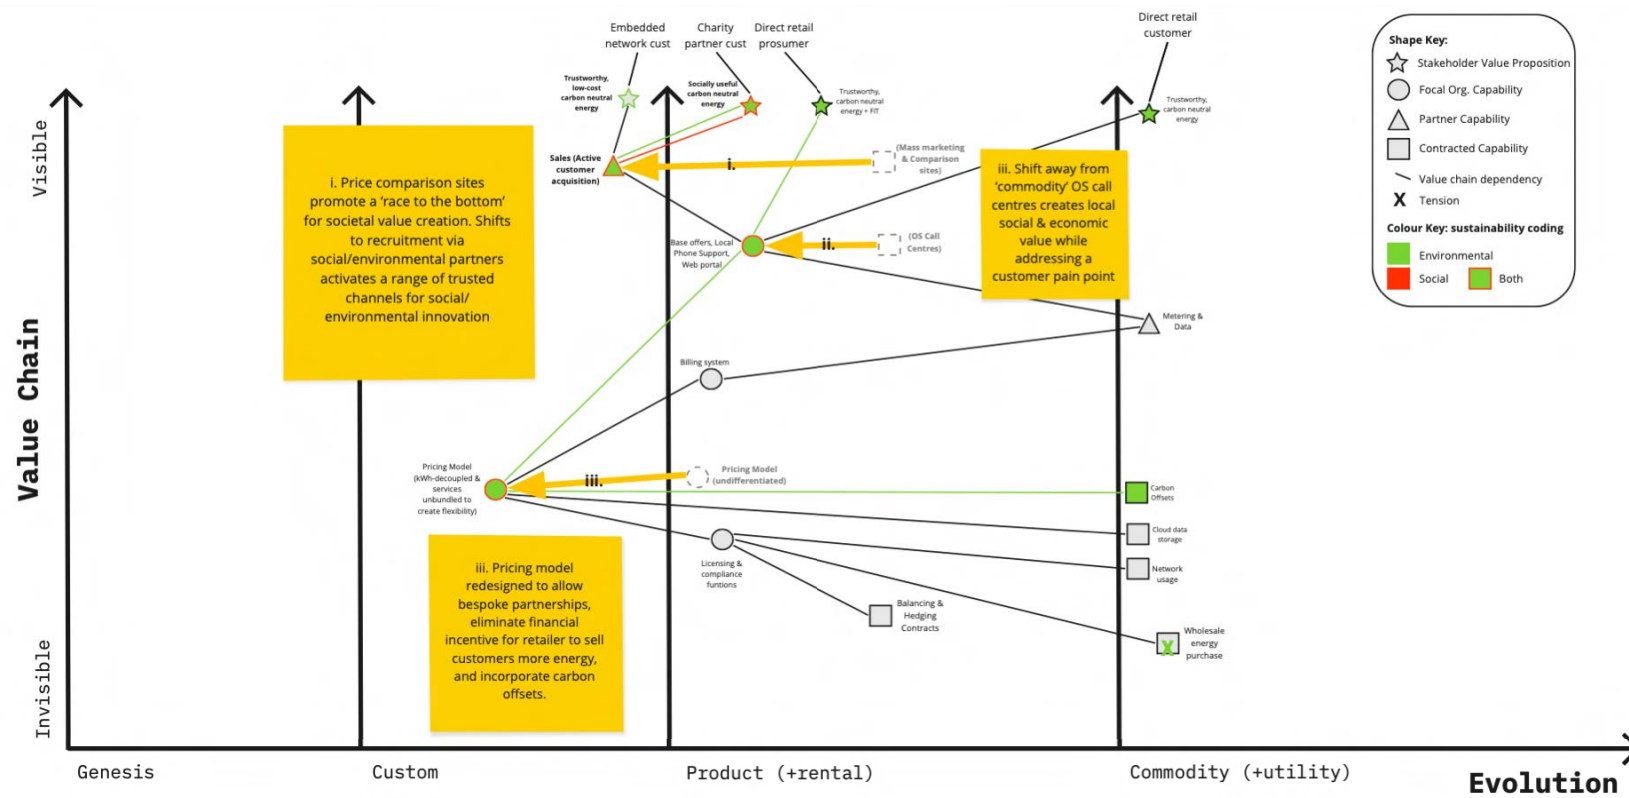 Embedded
network cust
Charity
partner cust
Direct retail
prosumer
Direct retail
customer
Trustworthy,
low-cost
carbon neutral
energy
Socially useful
carbon neutral
energy
Trustworthy,
carbon neutral
energy + FiT
Trustworthy,
carbon neutral
energy
Shape Key:
Stakeholder Value Proposition
Focal Org. Capability
Partner Capability
Contracted Capability
Value chain dependency
X Tension
Colour Key: sustainability coding
Environmental
Social
Both
Visible
Value Chain
Invisible
i. Price comparison sites
promote a ‘race to the bottom’
for societal value creation. Shifts
to recruitment via
social/environmental partners
activates a range of trusted
channels for social/
environmental innovation
Sales (Active
customer
acquisition)
i.
(Mass marketing
& Comparison
sites)
iii. Shift away from
‘commodity’ OS call
centres creates local
social & economic
value while
addressing a
customer pain point
Base offers, Local
Phone Support,
Web portal
ii.
(OS Call
Centres)
Metering &
Data
Billing system
Pricing Model
(kWh-decoupled &
services
unbundled to
create flexibility)
iii.
Pricing Model
(undifferentiated)
Carbon
Offsets
Cloud data
storage
Network
usage
Licensing &
compliance
funtions
Balancing &
Hedging
Contracts
X
Wholesale
energy
purchase
iii. Pricing model
redesigned to allow
bespoke partnerships,
eliminate financial
incentive for retailer to sell
customers more energy,
and incorporate carbon
offsets.
Genesis
Custom
Product (+rental)
Commodity (+utility)
Evolution